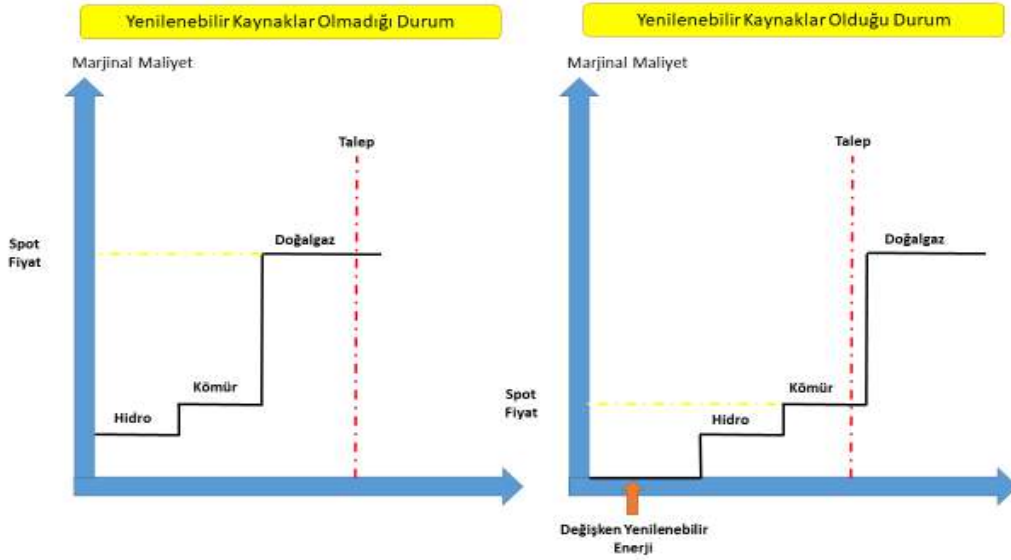 Yenilenebilir Kaynaklar Olmadığı Durum
Marjinal Maliyet
Talep
Doğalgaz
Spot
Fiyat
Kömür
Hidro
Yenilenebilir Kaynaklar Olduğu Durum
Marjinal Maliyet
Talep
Doğalgaz
Spot
Fiyat
Kömür
Hidro
Değişken Yenilenebilir
Enerji